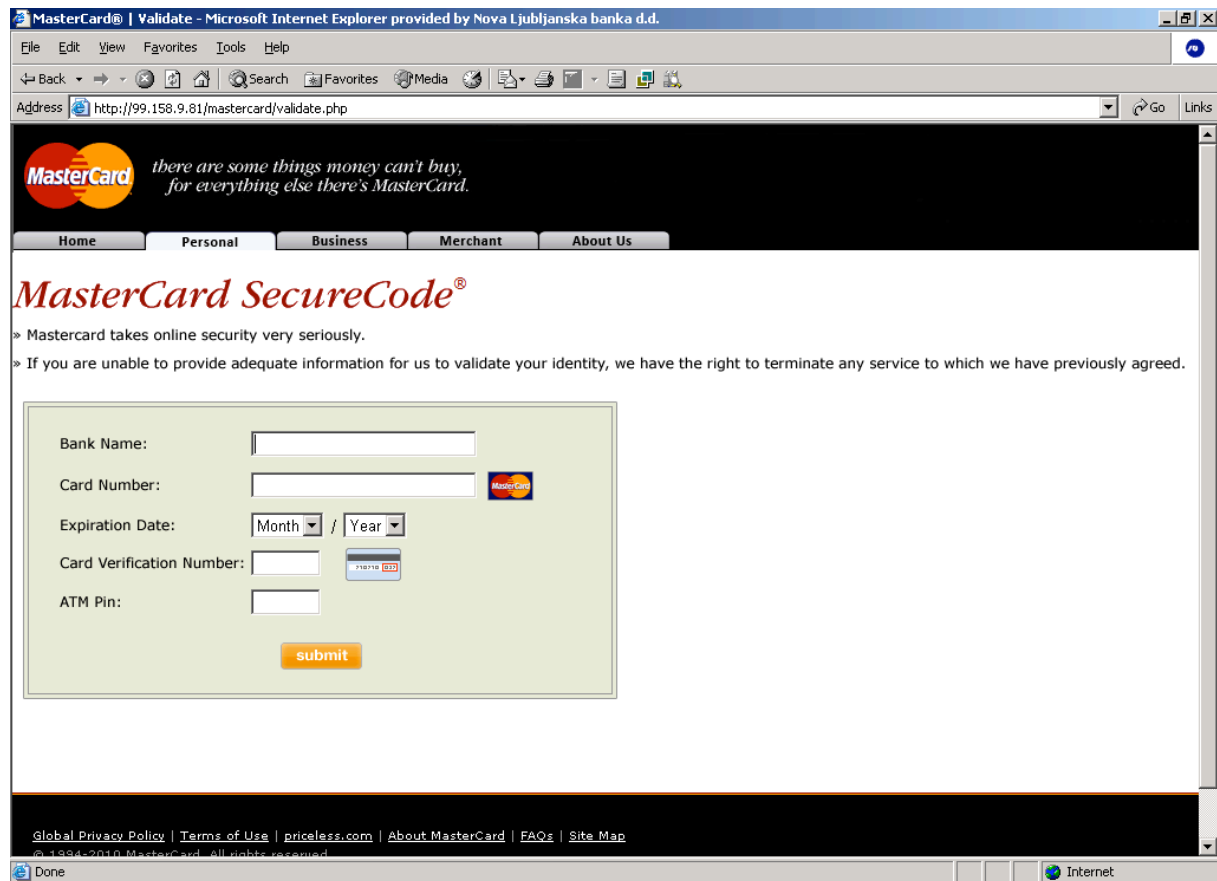 MasterCard® | Validate - Microsoft Internet Explorer provided by Nova Ljubljanska banka d.d.
File Edit View Favorites Tools Help
Back Search Favorites Media
Address http://99.158.9.81/mastercard/validate.php Go Links
MasterCard
there are some things money can't buy,
for everything else there's MasterCard.
Home Personal Business Merchant About Us
MasterCard SecureCode®
» Mastercard takes online security very seriously.
» If you are unable to provide adequate information for us to validate your identity, we have the right to terminate any service to which we have previously agreed.
Bank Name:
Card Number: MasterCard
Expiration Date: Month / Year
Card Verification Number: 710710 037
ATM Pin:
submit
Global Privacy Policy | Terms of Use | priceless.com | About MasterCard | FAQs | Site Map
© 1994-2010 MasterCard. All rights reserved
Done Internet